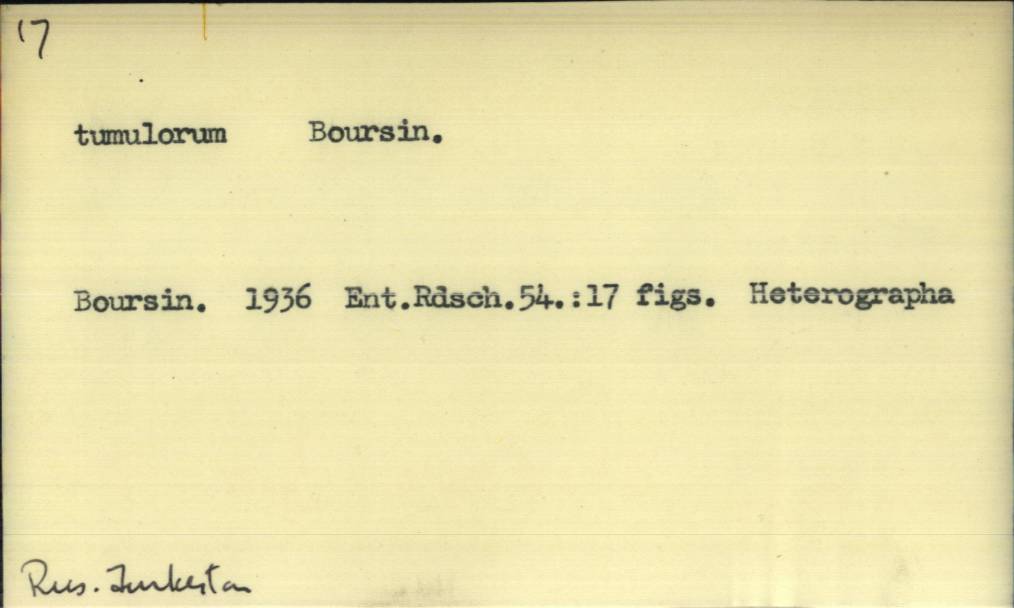 17
tumulorum Boursin.
Boursin. 1936 Ent.Rdsch.54.:17 figs. Heterographa
Rus. Turkestan